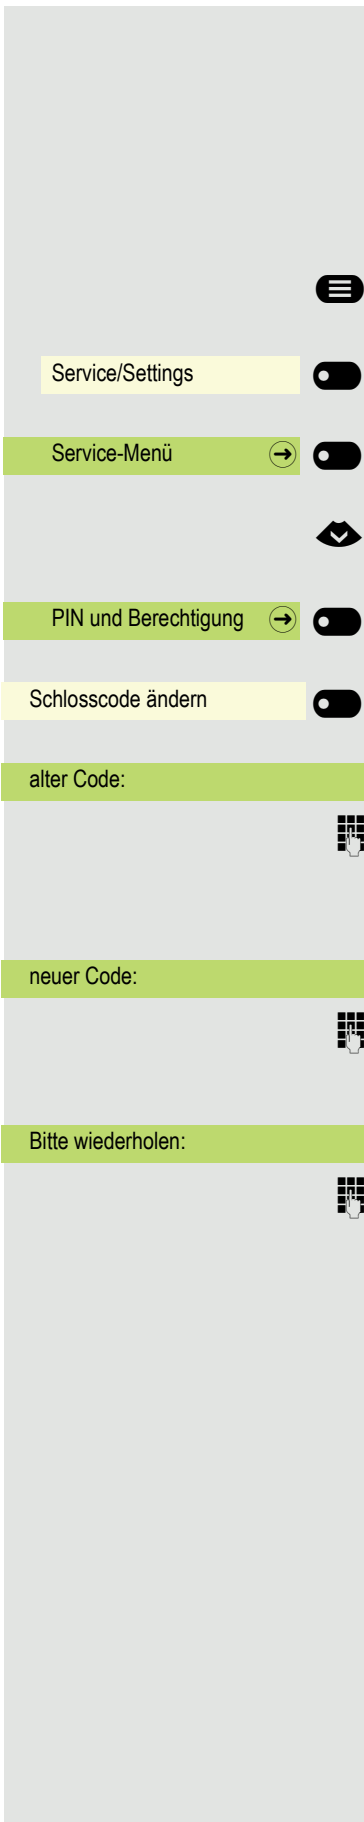 Service/Settings
Service-Menü
PIN und Berechtigung
Schlosscode ändern
alter Code:
neuer Code:
Bitte wiederholen: